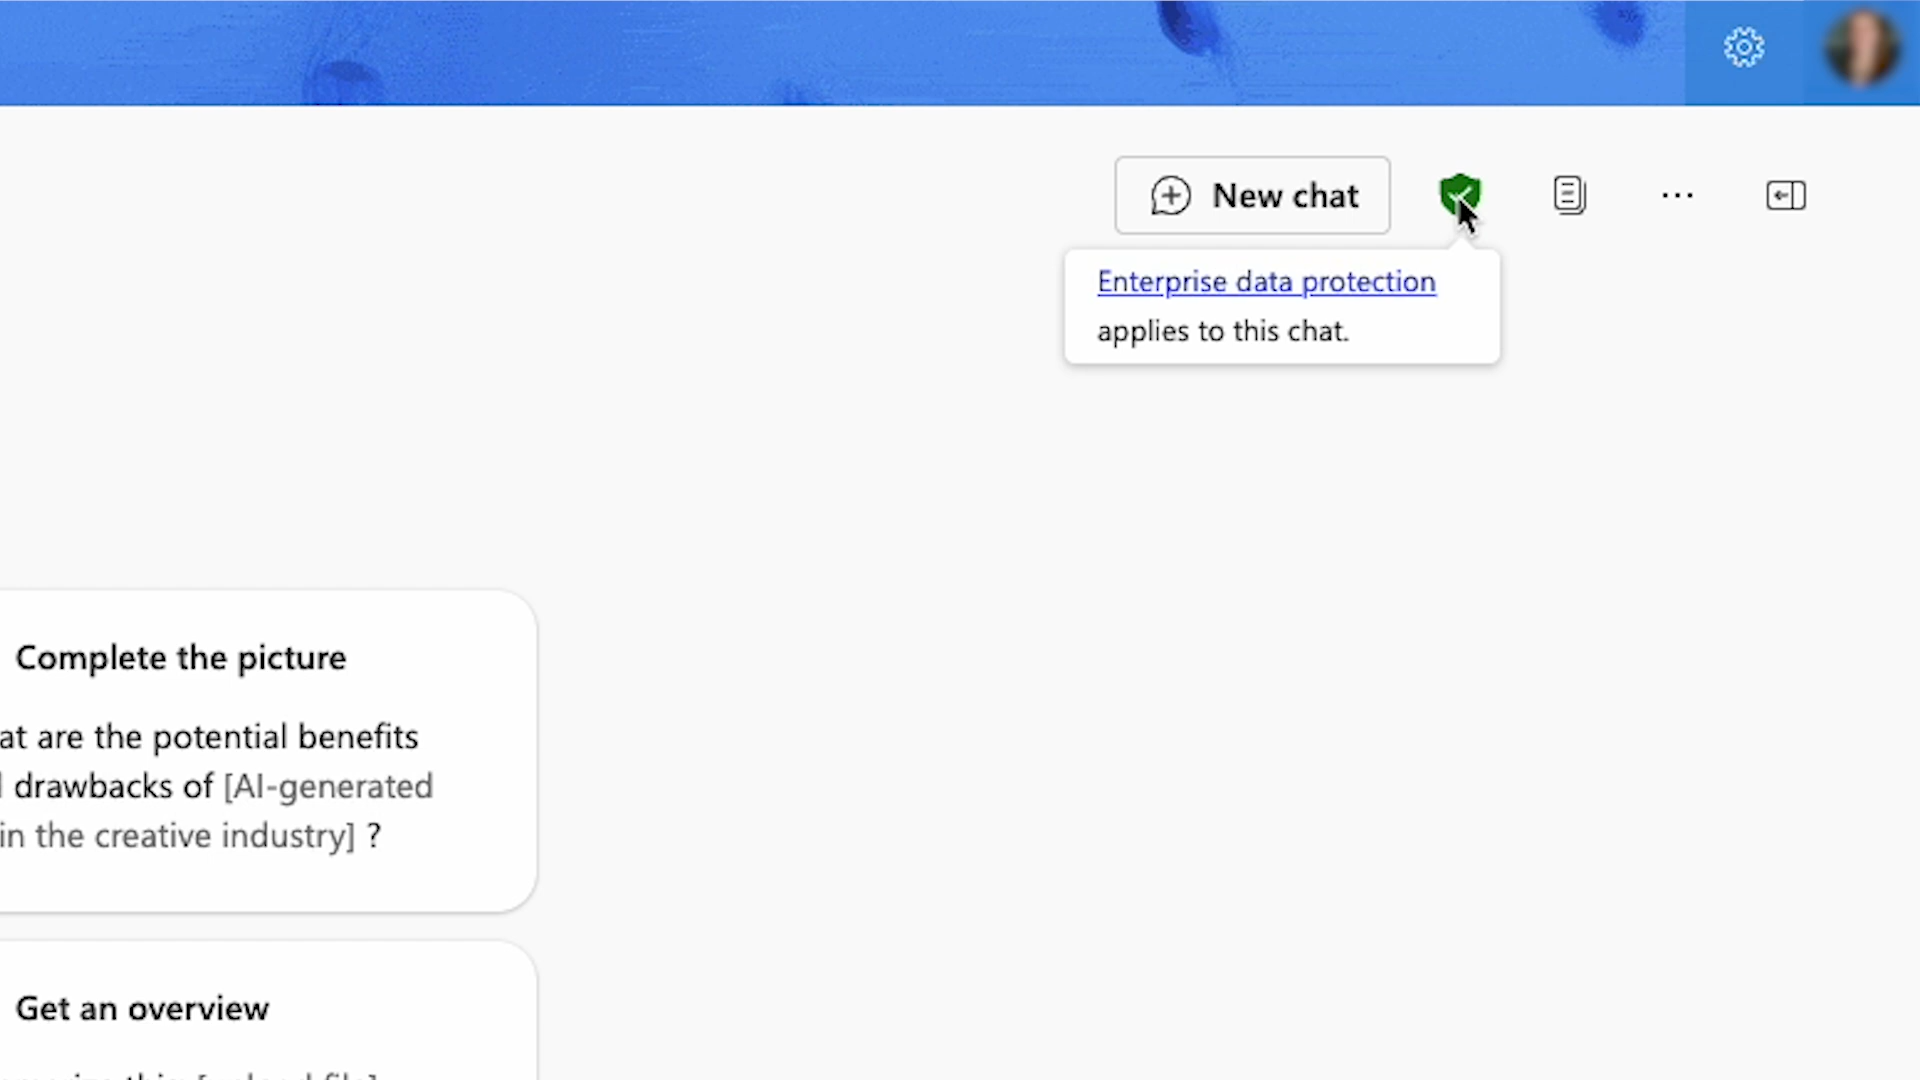 New chat
Enterprise data protection
applies to this chat.
Complete the picture
at are the potential benefits
drawbacks of [AI-generated
in the creative industry] ?
Get an overview